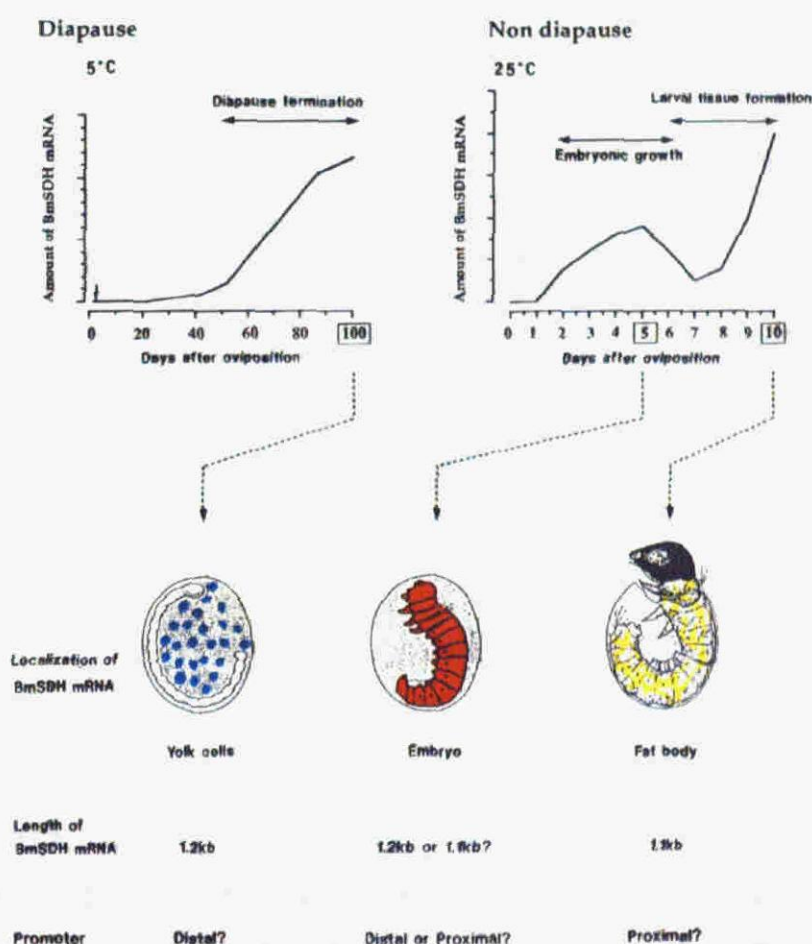 Diapause
5°C
Diapause termination
Amount of BmSDH mRNA
0 20 40 60 80 100
Days after oviposition
Non diapause
25°C
Larval tissue formation
Embryonic growth
Amount of BmSDH mRNA
0 1 2 3 4 5 6 7 8 9 10
Days after oviposition
Localization of
BmSDH mRNA
Yolk cells
Embryo
Fat body
Length of
BmSDH mRNA
1.2kb
1.2kb or 1.1kb?
1.1kb
Promoter
Distal?
Distal or Proximal?
Proximal?